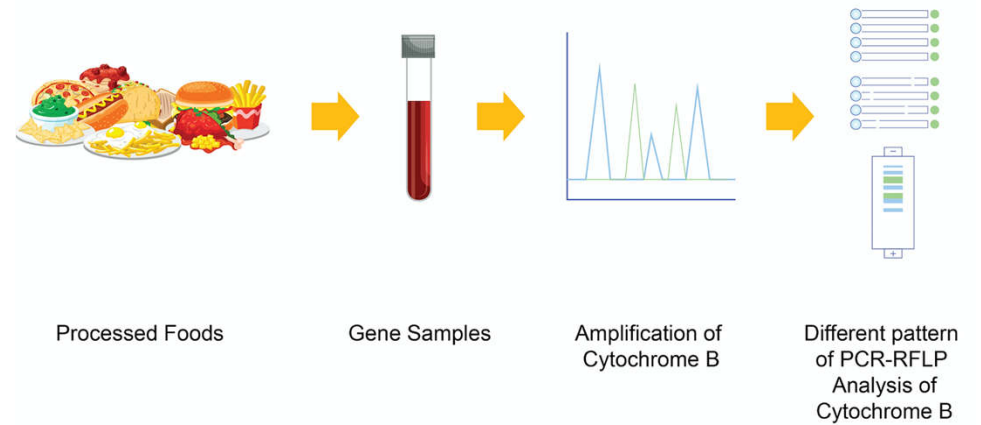 Processed Foods
Gene Samples
Amplification of
Cytochrome B
Different pattern
of PCR-RFLP
Analysis of
Cytochrome B
−
+